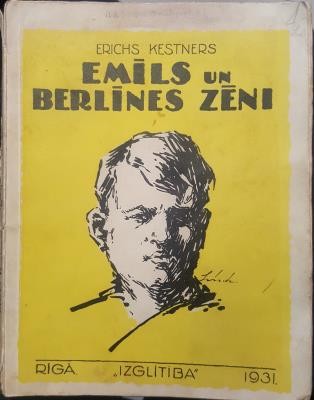 ERICHS KESTNERS
EMĪLS UN
BERLĪNES ZĒNI
RĪGĀ „IZGLĪTĪBA" 1931.